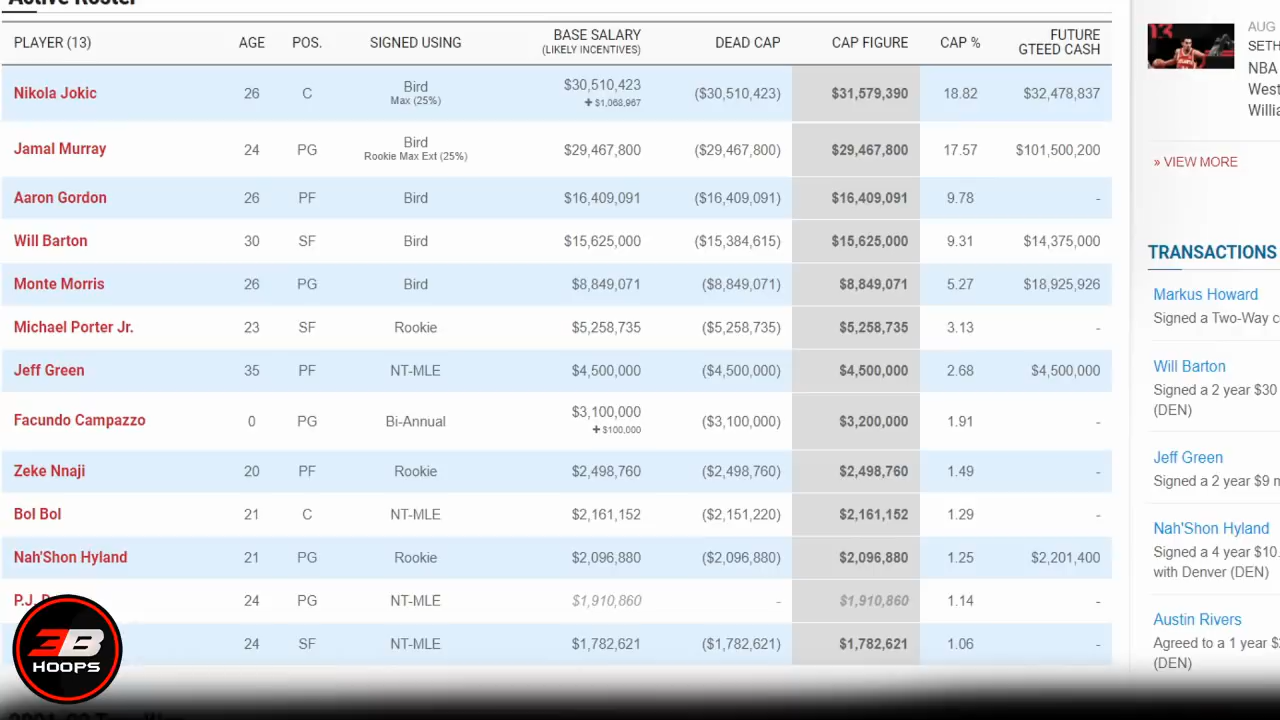 Active Roster
PLAYER (13) AGE POS. SIGNED USING BASE SALARY (LIKELY INCENTIVES) DEAD CAP CAP FIGURE CAP % FUTURE GTEED CASH
Nikola Jokic 26 C Bird Max (25%) $30,510,423 +$1,068,967 ($30,510,423) $31,579,390 18.82 $32,478,837
Jamal Murray 24 PG Bird Rookie Max Ext (25%) $29,467,800 ($29,467,800) $29,467,800 17.57 $101,500,200
Aaron Gordon 26 PF Bird $16,409,091 ($16,409,091) $16,409,091 9.78 -
Will Barton 30 SF Bird $15,625,000 ($15,384,615) $15,625,000 9.31 $14,375,000
Monte Morris 26 PG Bird $8,849,071 ($8,849,071) $8,849,071 5.27 $18,925,926
Michael Porter Jr. 23 SF Rookie $5,258,735 ($5,258,735) $5,258,735 3.13 -
Jeff Green 35 PF NT-MLE $4,500,000 ($4,500,000) $4,500,000 2.68 $4,500,000
Facundo Campazzo 0 PG Bi-Annual $3,100,000 +$100,000 ($3,100,000) $3,200,000 1.91 -
Zeke Nnaji 20 PF Rookie $2,498,760 ($2,498,760) $2,498,760 1.49 -
Bol Bol 21 C NT-MLE $2,161,152 ($2,151,220) $2,161,152 1.29 -
Nah'Shon Hyland 21 PG Rookie $2,096,880 ($2,096,880) $2,096,880 1.25 $2,201,400
P.J. 24 PG NT-MLE $1,910,860 - $1,910,860 1.14 -
24 SF NT-MLE $1,782,621 ($1,782,621) $1,782,621 1.06 -
3B
HOOPS
13
AUG
SETH
NBA
West
Willia
» VIEW MORE
TRANSACTIONS
Markus Howard
Signed a Two-Way c
Will Barton
Signed a 2 year $30
(DEN)
Jeff Green
Signed a 2 year $9 m
Nah'Shon Hyland
Signed a 4 year $10.
with Denver (DEN)
Austin Rivers
Agreed to a 1 year $2
(DEN)